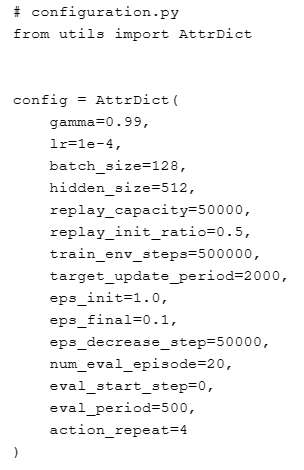 # configuration.py
from utils import AttrDict

config = AttrDict(
    gamma=0.99,
    lr=1e-4,
    batch_size=128,
    hidden_size=512,
    replay_capacity=50000,
    replay_init_ratio=0.5,
    train_env_steps=500000,
    target_update_period=2000,
    eps_init=1.0,
    eps_final=0.1,
    eps_decrease_step=50000,
    num_eval_episode=20,
    eval_start_step=0,
    eval_period=500,
    action_repeat=4
)